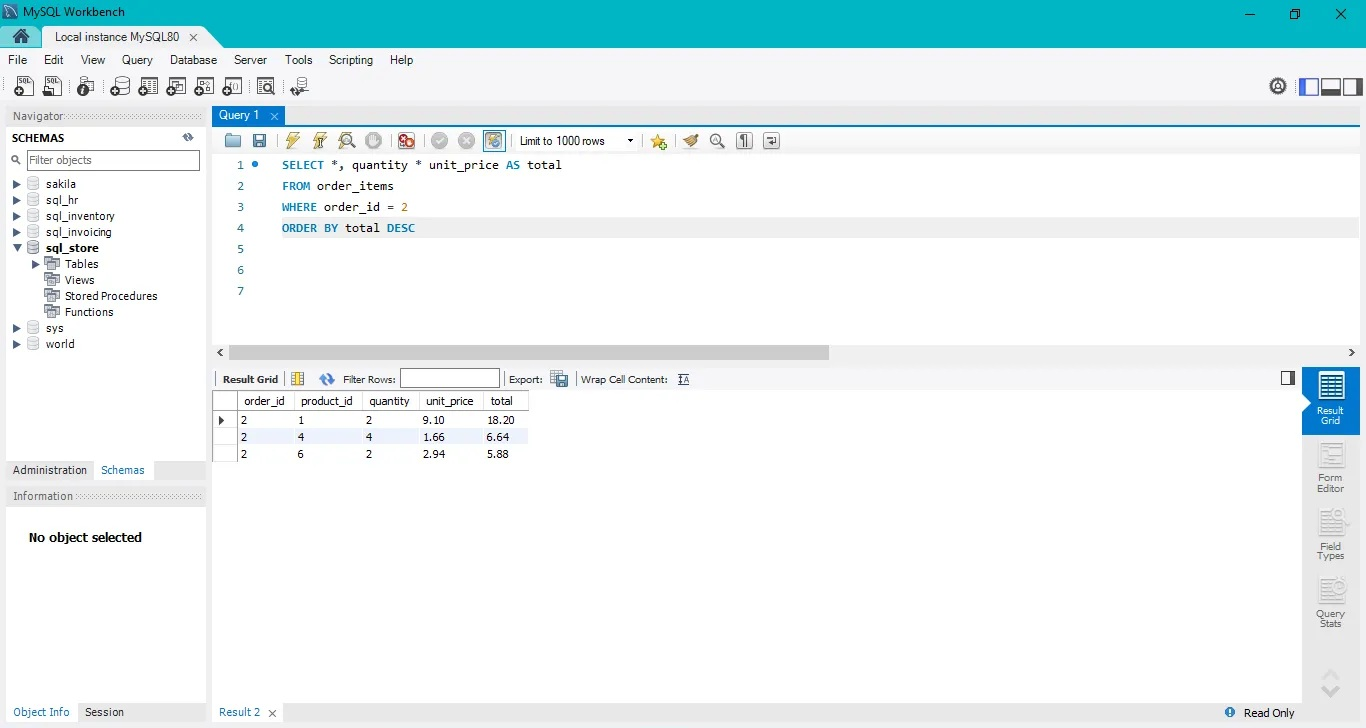 MySQL Workbench
Local instance MySQL80
File Edit View Query Database Server Tools Scripting Help
SQL SQL
Navigator
SCHEMAS
Filter objects
sakila
sql_hr
sql_inventory
sql_invoicing
sql_store
Tables
Views
Stored Procedures
Functions
sys
world
Administration Schemas
Information
No object selected
Object Info Session
Query 1
Limit to 1000 rows
1 SELECT *, quantity * unit_price AS total
2 FROM order_items
3 WHERE order_id = 2
4 ORDER BY total DESC
5
6
7
Result Grid Filter Rows: Export: Wrap Cell Content:
order_id product_id quantity unit_price total
2 1 2 9.10 18.20
2 4 4 1.66 6.64
2 6 2 2.94 5.88
Result
Grid
Form
Editor
Field
Types
Query
Stats
Result 2
Read Only